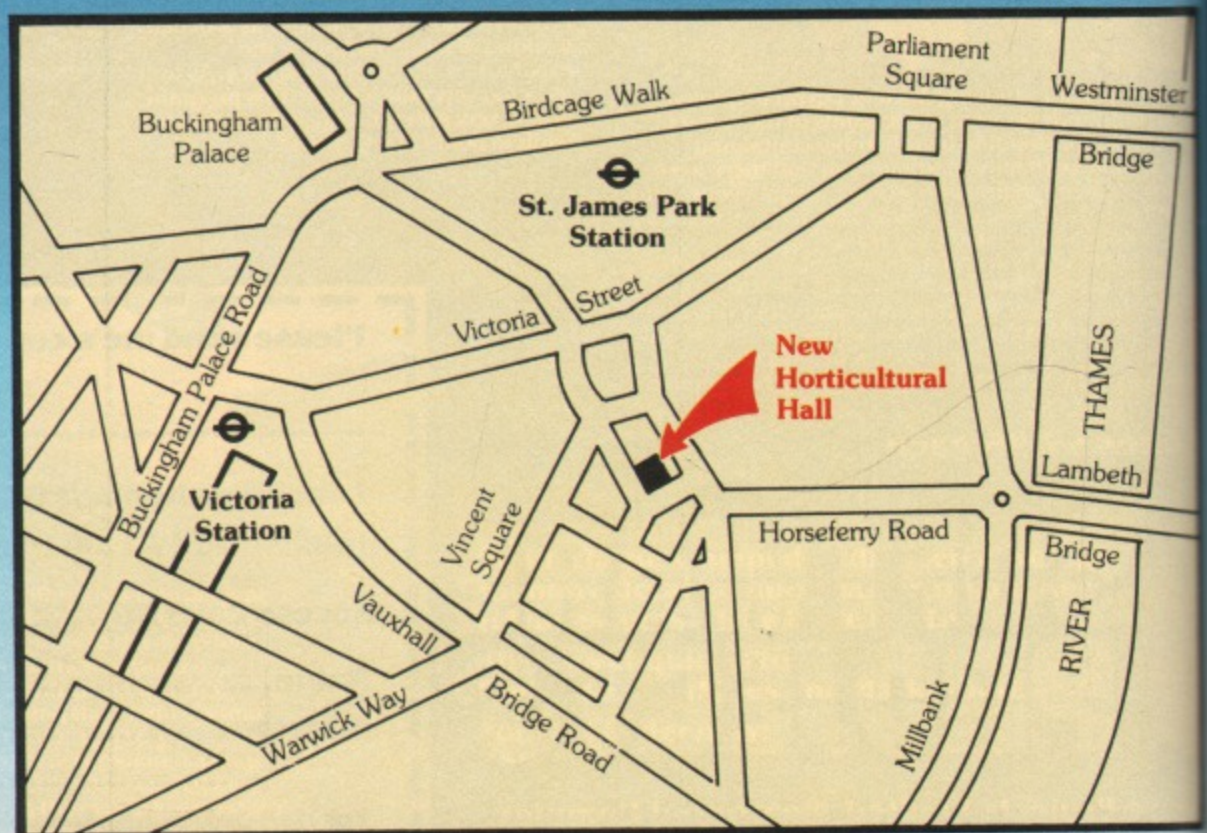 Parliament
Square
Westminster
Birdcage Walk
Buckingham
Palace
Bridge
St. James Park
Station
Street
Victoria
Buckingham Palace Road
New
Horticultural
Hall
THAMES
Lambeth
Victoria
Station
Vincent
Square
Horseferry Road
Bridge
Vauxhall
RIVER
Warwick Way
Bridge Road
Millbank